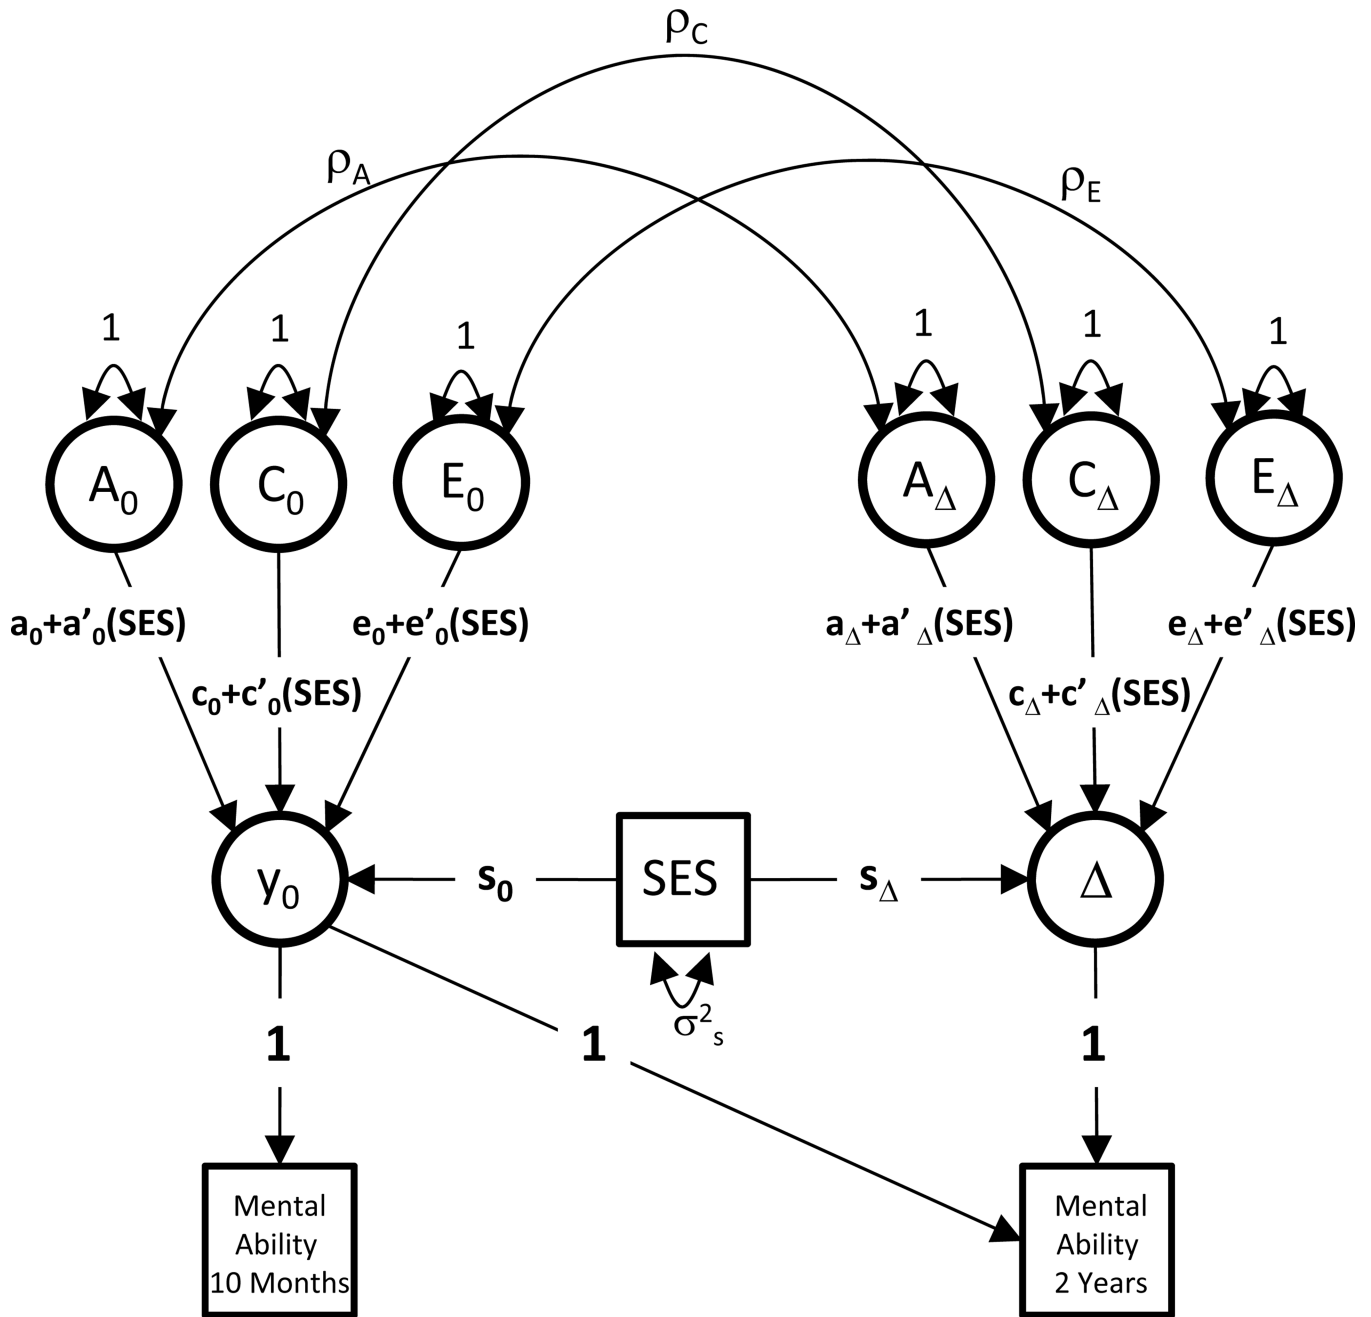 ρC
ρA
ρE
1
1
1
1
1
1
A0
C0
E0
AΔ
CΔ
EΔ
a0+a’0(SES)
e0+e’0(SES)
aΔ+a’Δ(SES)
eΔ+e’Δ(SES)
c0+c’0(SES)
cΔ+c’Δ(SES)
y0
s0
SES
sΔ
Δ
σ2s
1
1
1
Mental
Ability
10 Months
Mental
Ability
2 Years